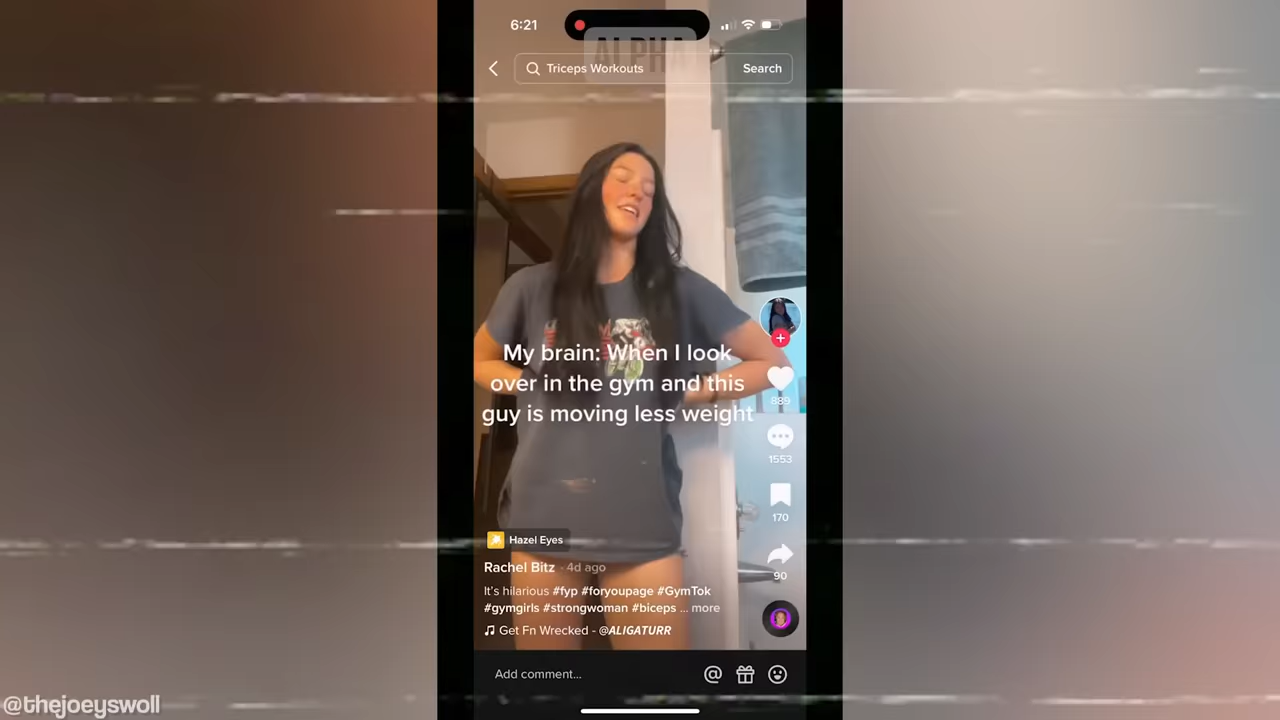 6:21
ALPHA
Triceps Workouts
Search
My brain: When I look
over in the gym and this
guy is moving less weight
889
1553
170
90
Hazel Eyes
Rachel Bitz · 4d ago
It's hilarious #fyp #foryoupage #GymTok
#gymgirls #strongwoman #biceps ... more
Get Fn Wrecked - @ALIGATURR
Add comment...
@thejoeyswoll